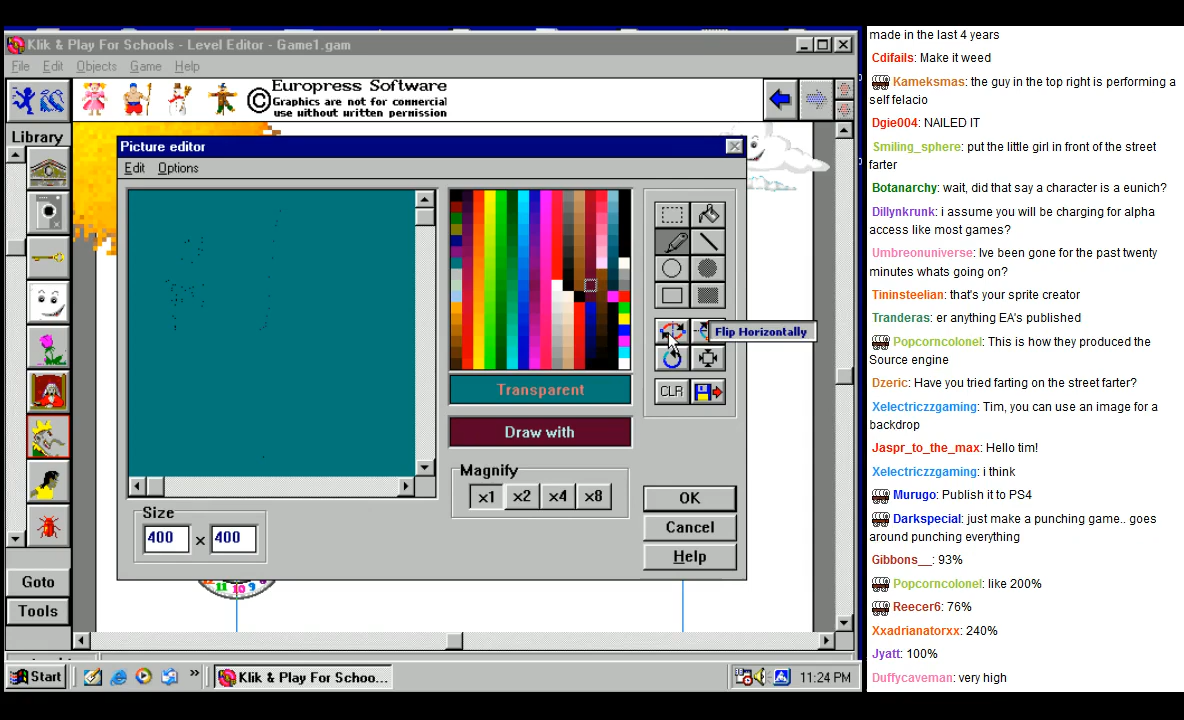 Klik & Play For Schools - Level Editor - Game1.gam
File Edit Objects Game Help
Europress Software
© Graphics are not for commercial
use without written permission
Library
Picture editor
Edit Options
Flip Horizontally
Transparent
CLR
Draw with
Magnify
x1 x2 x4 x8
OK
Size
400 x 400
Cancel
Help
11 10 9
Goto
Tools
Start
Klik & Play For Schoo...
11:24 PM
made in the last 4 years
Cdifails: Make it weed
Kameksmas: the guy in the top right is performing a
self felacio
Dgie004: NAILED IT
Smiling_sphere: put the little girl in front of the street
farter
Botanarchy: wait, did that say a character is a eunich?
Dillynkrunk: i assume you will be charging for alpha
access like most games?
Umbreonuniverse: Ive been gone for the past twenty
minutes whats going on?
Tininsteelian: that's your sprite creator
Tranderas: er anything EA's published
Popcorncolonel: This is how they produced the
Source engine
Dzeric: Have you tried farting on the street farter?
Xelectriczzgaming: Tim, you can use an image for a
backdrop
Jaspr_to_the_max: Hello tim!
Xelectriczzgaming: i think
Murugo: Publish it to PS4
Darkspecial: just make a punching game.. goes
around punching everything
Gibbons__: 93%
Popcorncolonel: like 200%
Reecer6: 76%
Xxadrianatorxx: 240%
Jyatt: 100%
Duffycaveman: very high